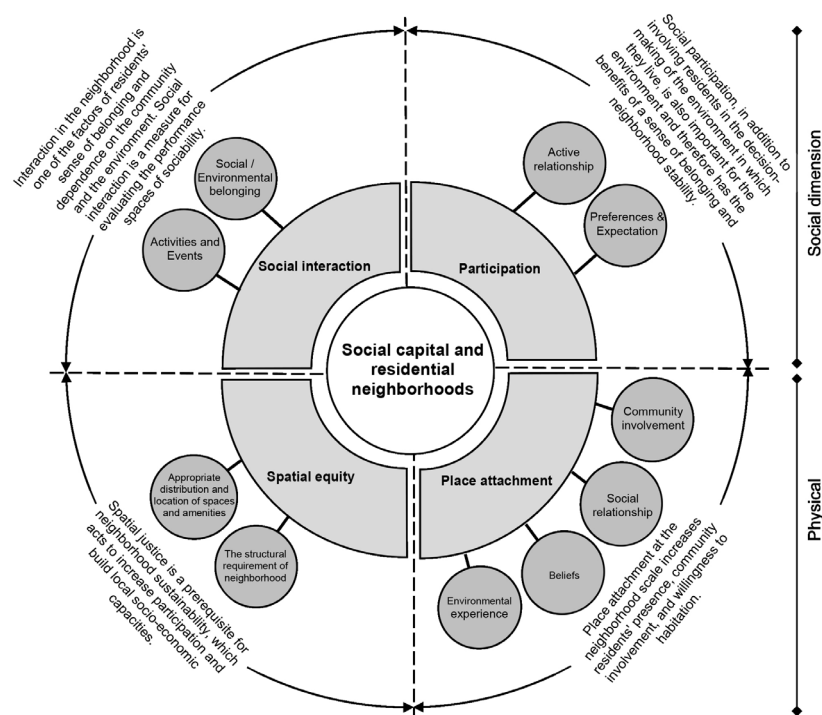 Interaction in the neighborhood is
one of the factors of residents'
sense of belonging and
dependence on the community
and the environment. Social
interaction is a measure for
evaluating the performance
spaces of sociability.
Social participation, in addition to
involving residents in the decision-
making of the environment in which
they live, is also important for the
environment and therefore has the
benefits of a sense of belonging and
neighborhood stability.
Social /
Environmental
belonging
Activities and
Events
Social interaction
Active
relationship
Preferences &
Expectation
Participation
Social dimension
Social capital and
residential
neighborhoods
Spatial equity
Appropriate
distribution and
location of spaces
and amenities
The structural
requirement of
neighborhood
Place attachment
Community
involvement
Social
relationship
Beliefs
Environmental
experience
Physical
Spatial justice is a prerequisite for
neighborhood sustainability, which
acts to increase participation and
build local socio-economic
capacities.
Place attachment at the
neighborhood scale increases
residents' presence, community
involvement, and willingness to
habitation.